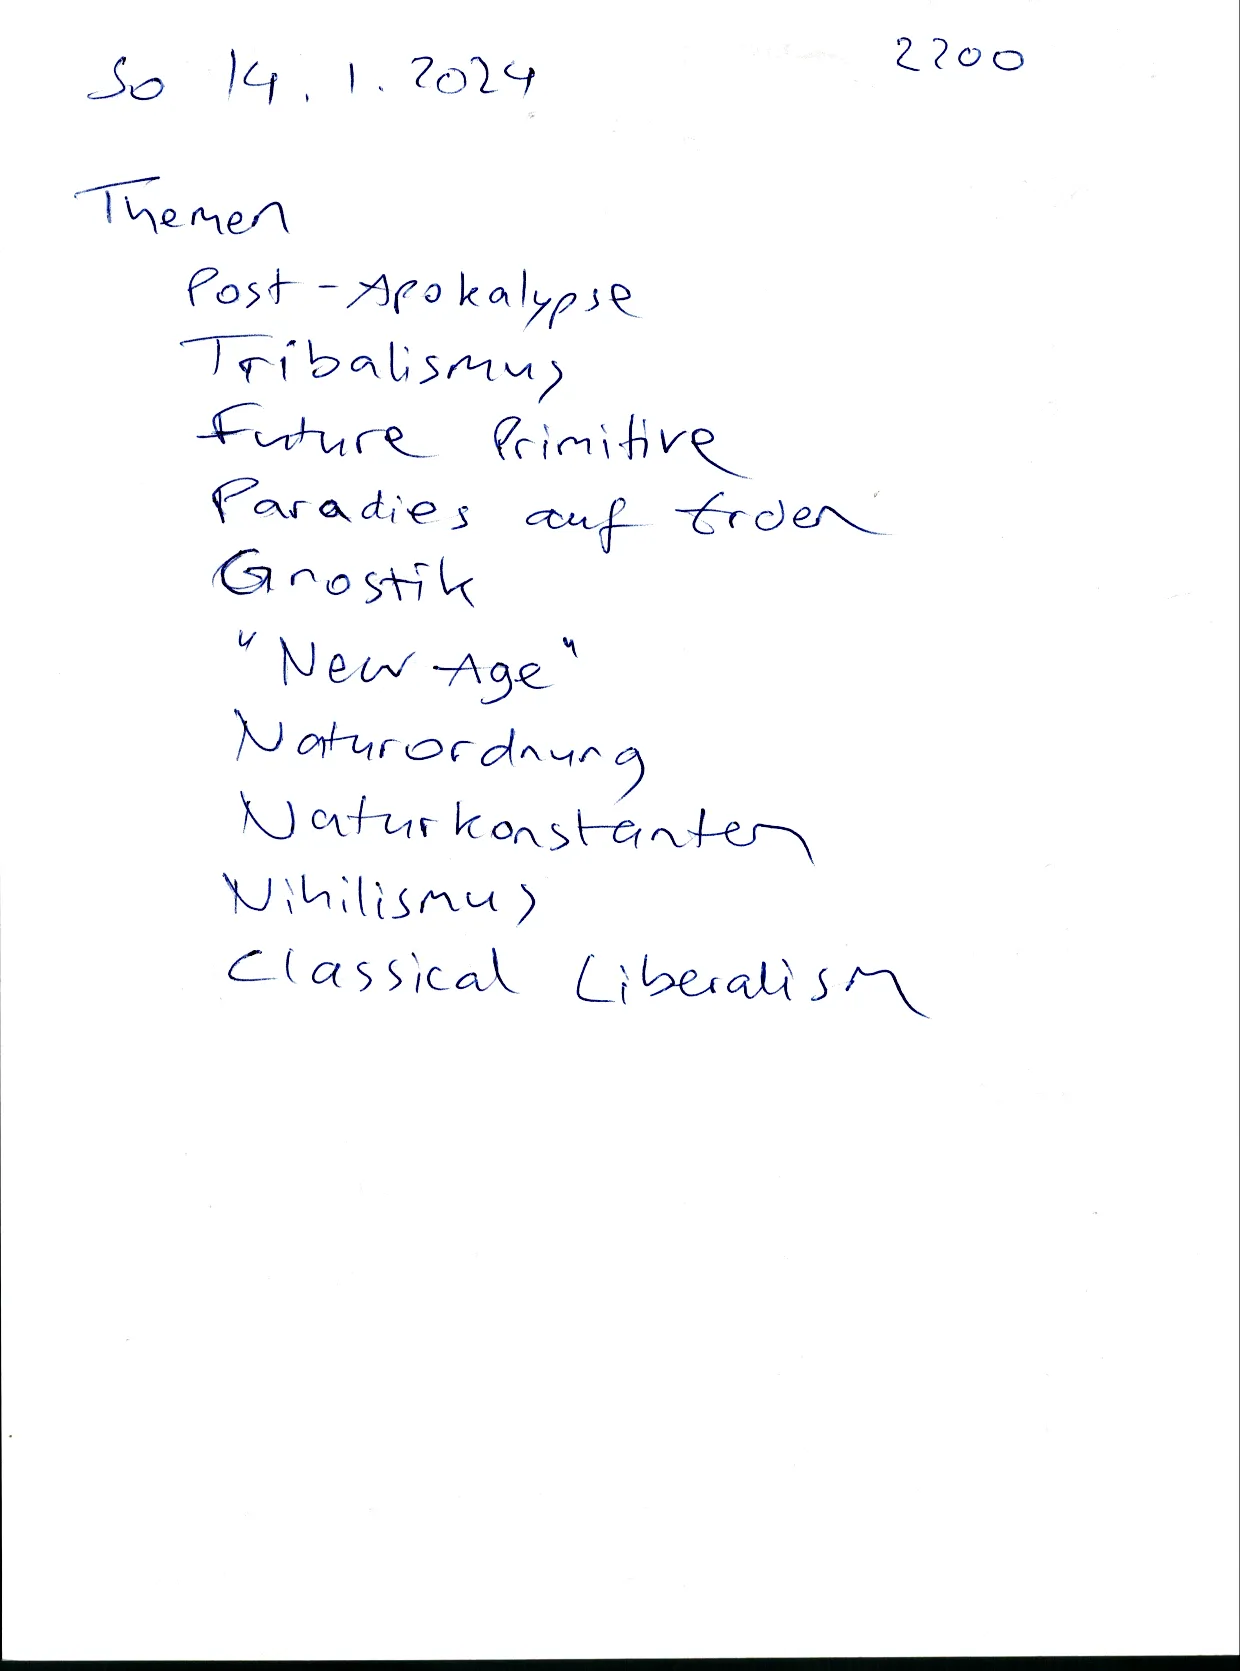 So 14.1.2024 2200
Themen
Post-Apokalypse
Tribalismus
Future Primitive
Paradies auf Erden
Gnostik
"New Age"
Naturordnung
Naturkonstanten
Nihilismus
Classical Liberalism